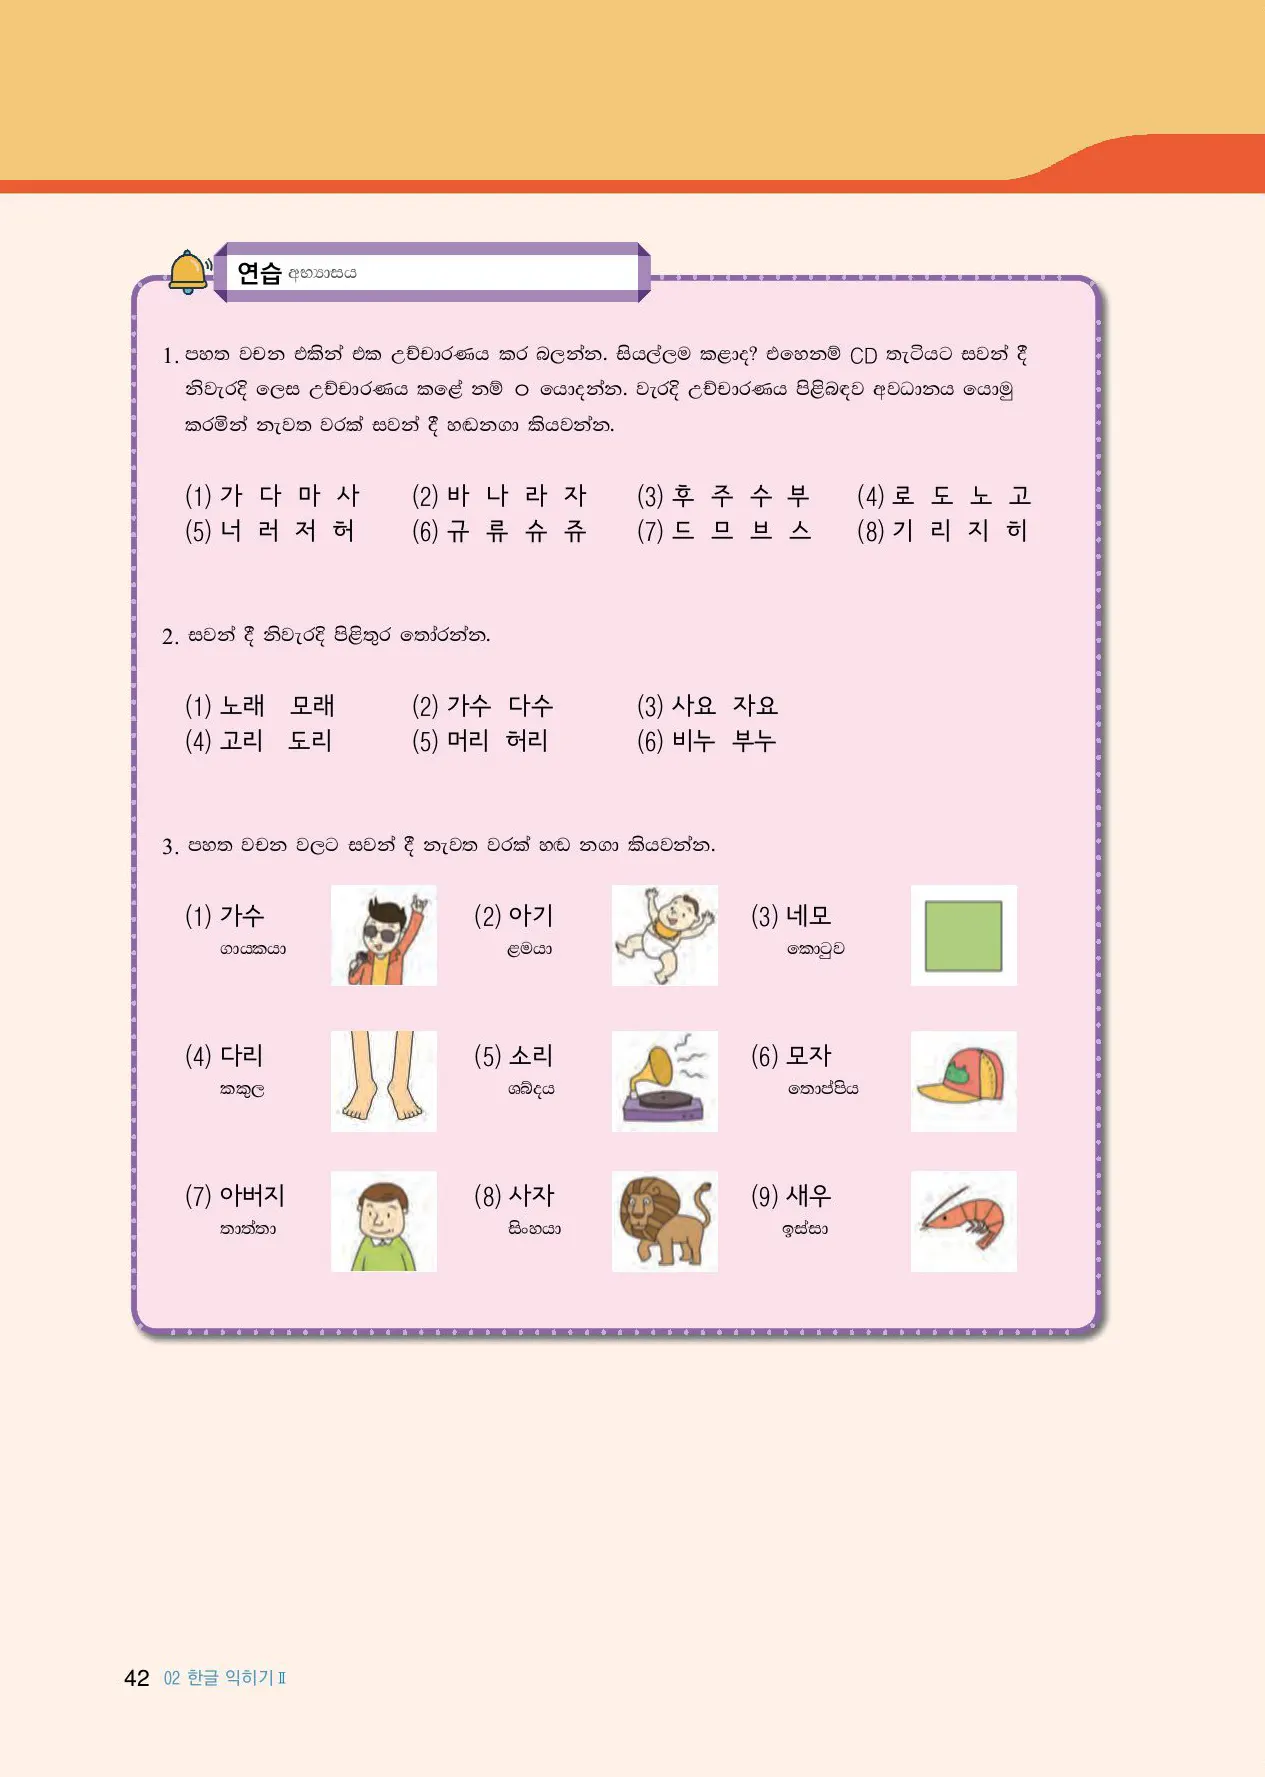 연습 අභ්‍යාසය
1. පහත වචන එකින් එක උච්චාරණය කර බලන්න. සියල්ලම කළාද? එහෙනම් CD තැටියට සවන් දී
නිවැරදි ලෙස උච්චාරණය කළේ නම් O යොදන්න. වැරදි උච්චාරණය පිළිබඳව අවධානය යොමු
කරමින් නැවත වරක් සවන් දී හඬනගා කියවන්න.
(1) 가 다 마 사 (2) 바 나 라 자 (3) 후 주 수 부 (4) 로 도 노 고
(5) 너 러 저 허 (6) 규 류 슈 쥬 (7) 드 므 브 스 (8) 기 리 지 히
2. සවන් දී නිවැරදි පිළිතුර තෝරන්න.
(1) 노래 모래 (2) 가수 다수 (3) 사요 자요
(4) 고리 도리 (5) 머리 허리 (6) 비누 부누
3. පහත වචන වලට සවන් දී නැවත වරක් හඬ නගා කියවන්න.
(1) 가수 (2) 아기 (3) 네모
ගායකයා ළමයා කොටුව
(4) 다리 (5) 소리 (6) 모자
කකුල ශබ්දය තොප්පිය
(7) 아버지 (8) 사자 (9) 새우
තාත්තා සිංහයා ඉස්සා
42 02 한글 익히기 Ⅱ